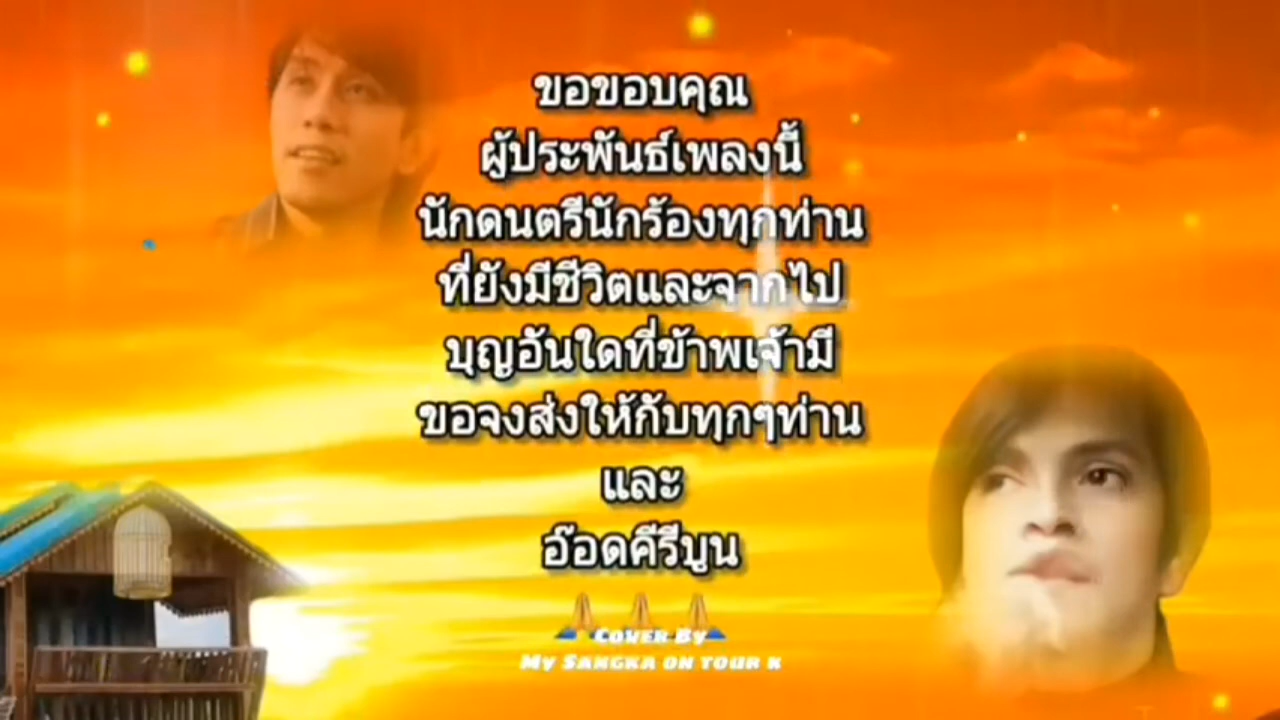 ขอขอบคุณ
ผู้ประพันธ์เพลงนี้
นักดนตรีนักร้องทุกท่าน
ที่ยังมีชีวิตและจากไป
บุญอันใดที่ข้าพเจ้ามี
ขอจงส่งให้กับทุกๆท่าน
และ
อ๊อดคีรีบูน
Cover By
My Sangka on tour k